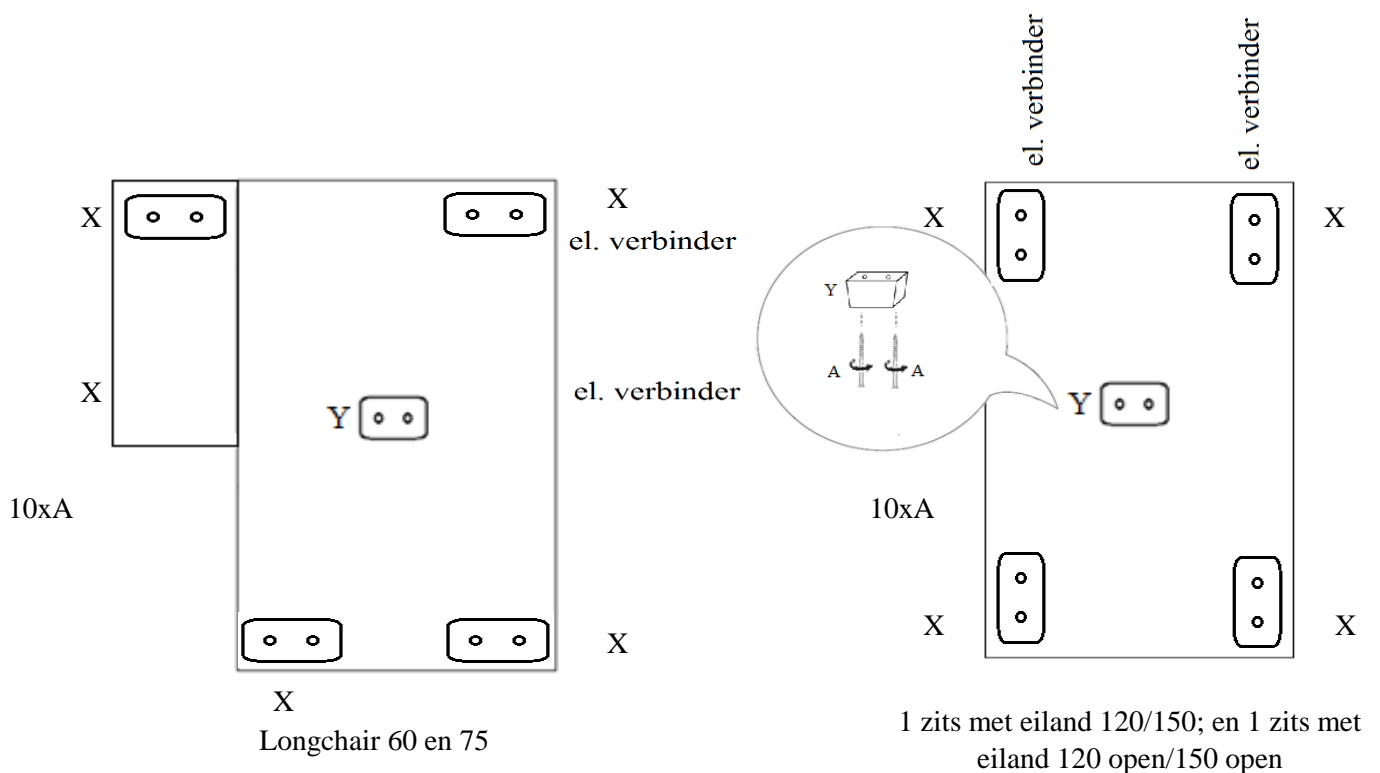 el. verbinder
el. verbinder
X
X
el. verbinder
X
X
X
Y
A
A
X
el. verbinder
Y
Y
10xA
10xA
X
X
X
X
Longchair 60 en 75
1 zits met eiland 120/150; en 1 zits met
eiland 120 open/150 open